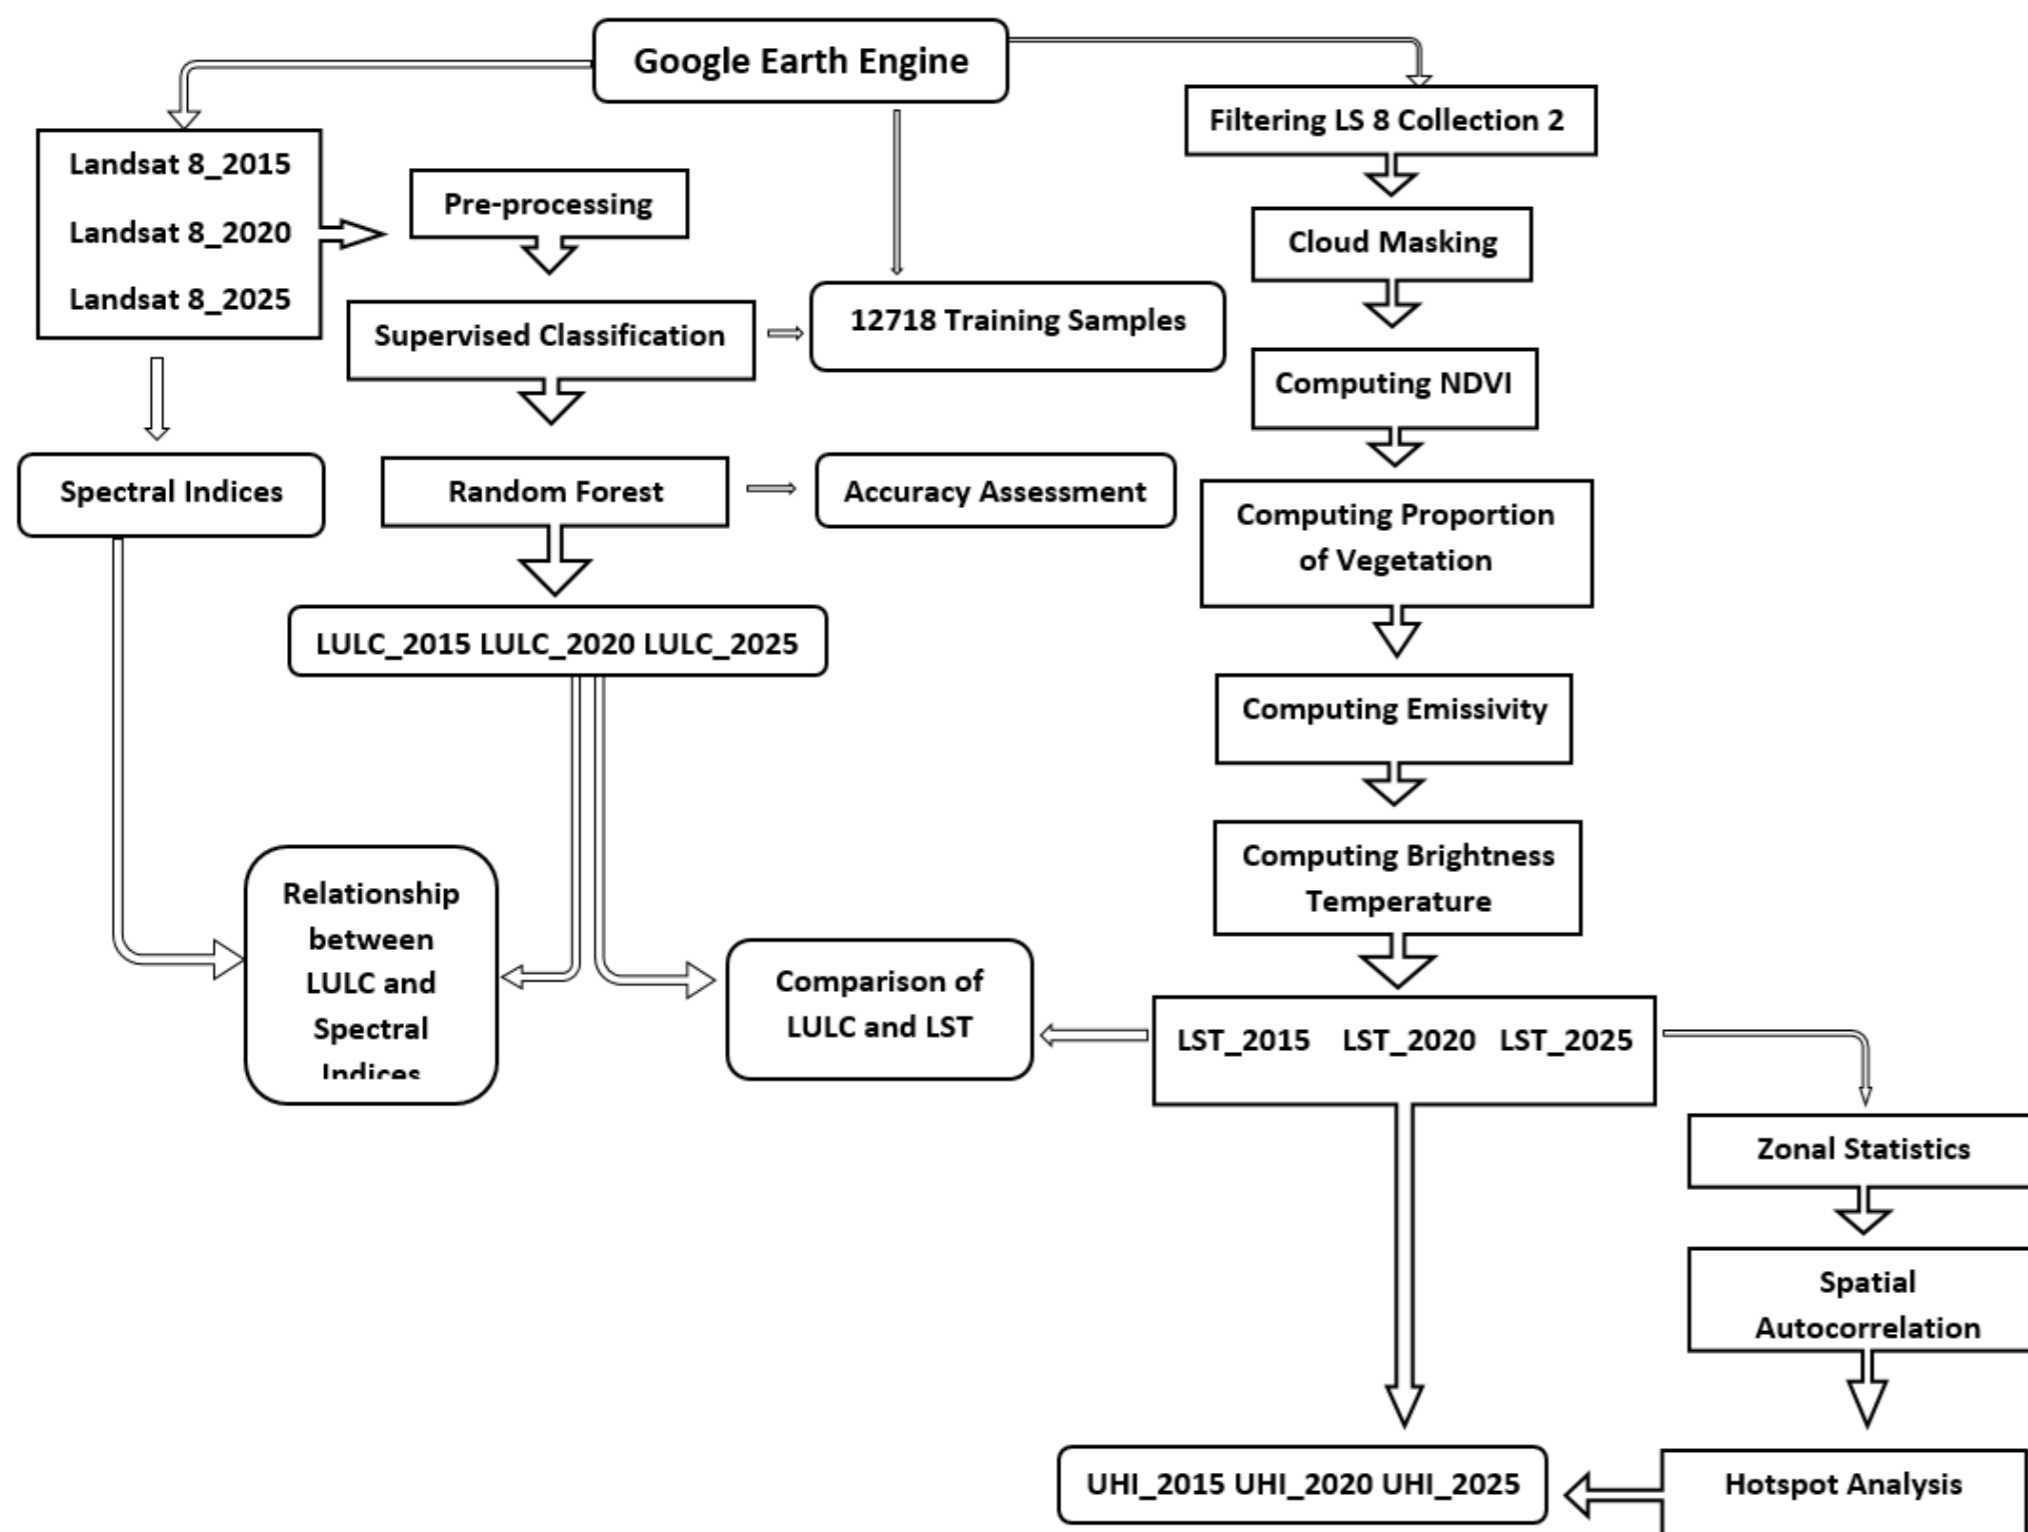 Google Earth Engine
Landsat 8_2015
Landsat 8_2020
Landsat 8_2025
Pre-processing
Supervised Classification
12718 Training Samples
Spectral Indices
Random Forest
Accuracy Assessment
LULC_2015 LULC_2020 LULC_2025
Relationship
between
LULC and
Spectral
Indices
Comparison of
LULC and LST
Filtering LS 8 Collection 2
Cloud Masking
Computing NDVI
Computing Proportion
of Vegetation
Computing Emissivity
Computing Brightness
Temperature
LST_2015 LST_2020 LST_2025
Zonal Statistics
Spatial
Autocorrelation
Hotspot Analysis
UHI_2015 UHI_2020 UHI_2025